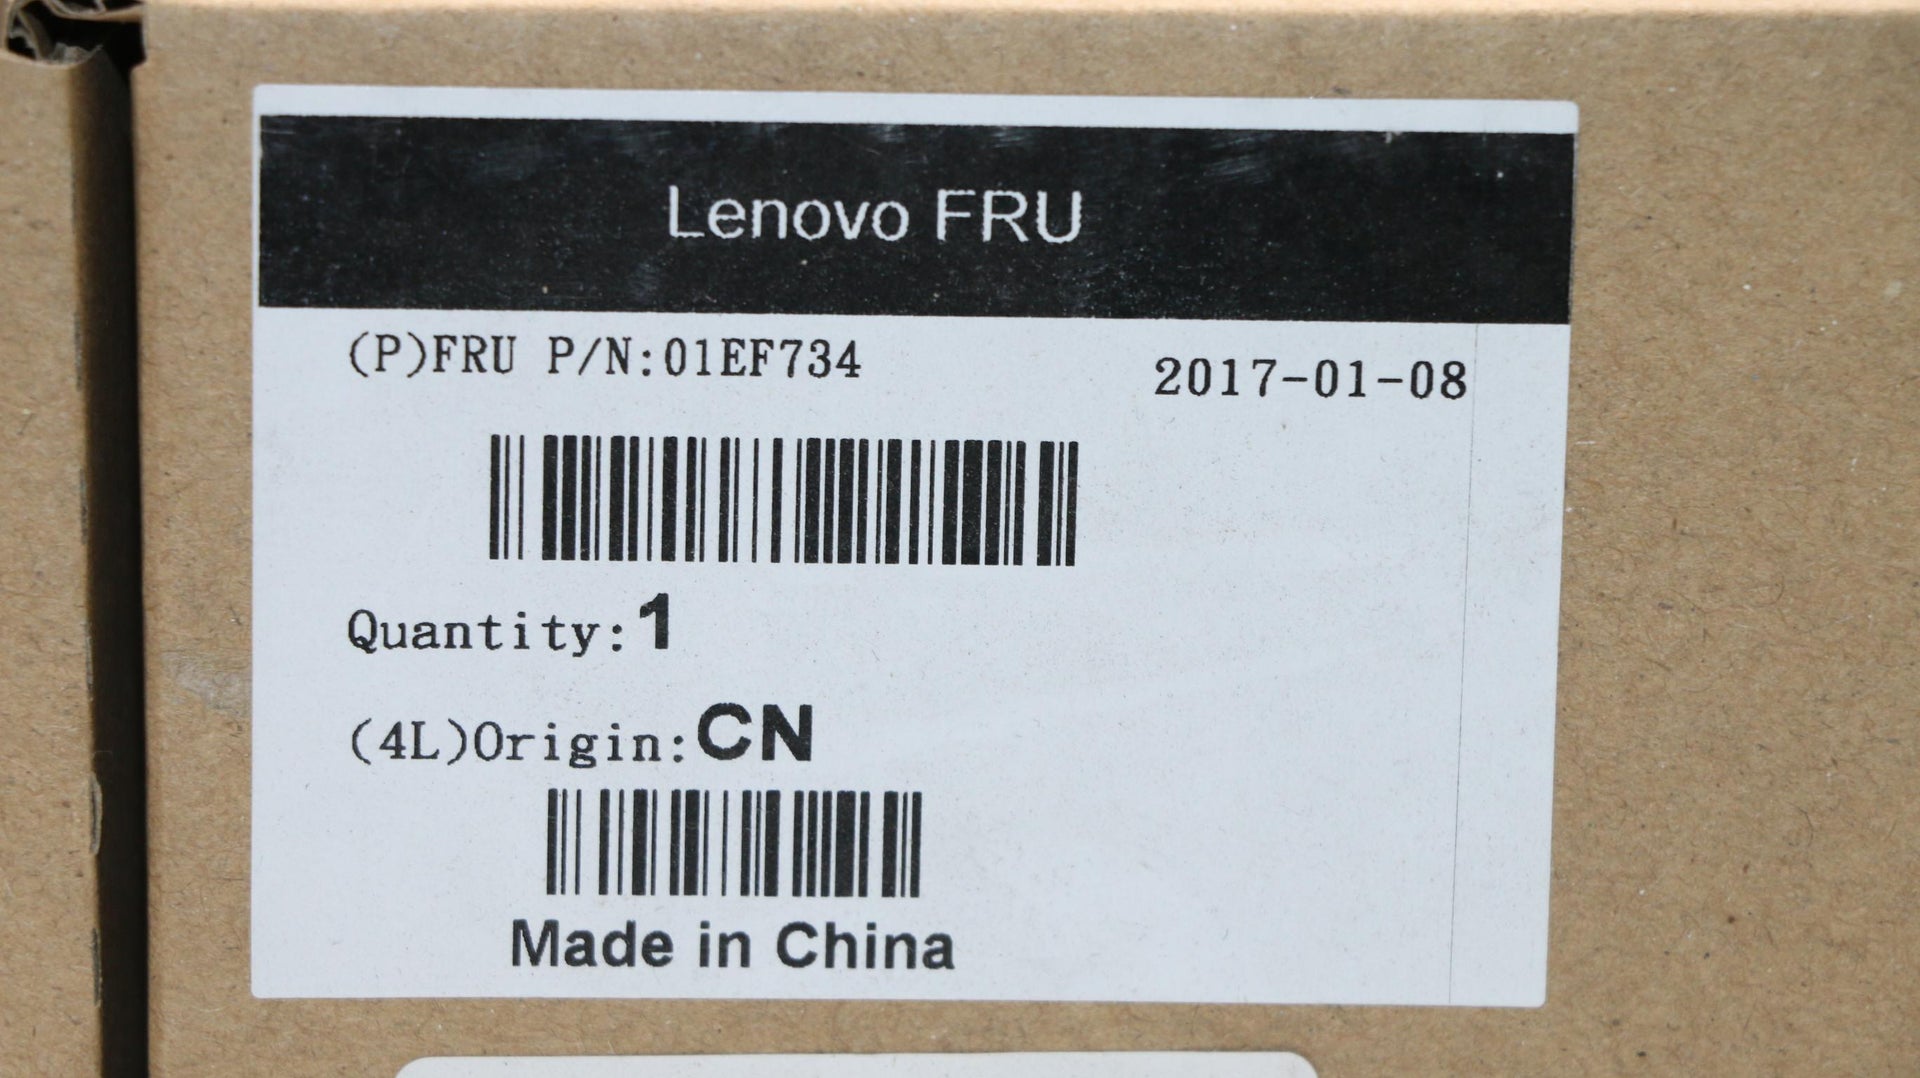 Lenovo FRU
(P)FRU P/N:01EF734 2017-01-08
Quantity:1
(4L)Origin:CN
Made in China